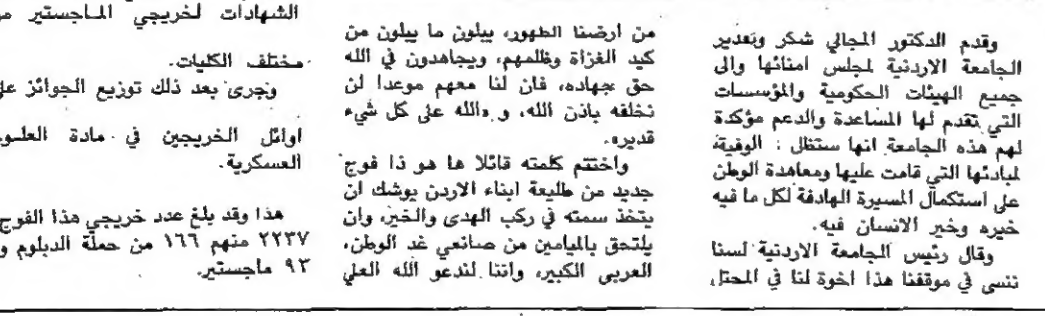 وقدم الدكتور المجالي شكر وتقدير
الجامعة الاردنية لمجلس امنائها والى
جميع الهيئات الحكومية والمؤسسات
التي تقدم لها المساعدة والدعم مؤكدة
لهم هذه الجامعة انها ستظل : الوفية
لمبادئها التي قامت عليها ومعاهدة الوطن
على استكمال المسيرة الهادفة لكل ما فيه
خيره وخير الانسان فيه.
وقال رئيس الجامعة الاردنية لسنا
ننسى في موقفنا هذا اخوة لنا في المحتل
من ارضنا الطهور، يبلون ما يبلون من
كيد الغزاة وظلمهم، ويجاهدون في الله
حق جهاده، فان لنا معهم موعدا لن
نخلفه باذن الله، و «الله على كل شيء
قدير».
واختتم كلمته قائلا ها هو ذا فوج
جديد من طليعة ابناء الاردن يوشك ان
يتخذ سمته في ركب الهدى والخير، وان
يلتحق بالميامين من صانعي غد الوطن،
العربي الكبير، واننا لندعو الله العلي
الشهادات لخريجي الماجستير من
مختلف الكليات.
وجرى بعد ذلك توزيع الجوائز على
اوائل الخريجين في مادة العلوم
العسكرية.
هذا وقد بلغ عدد خريجي هذا الفوج
٢٢٣٧ منهم ١٦٦ من حملة الدبلوم و
٩٢ ماجستير.